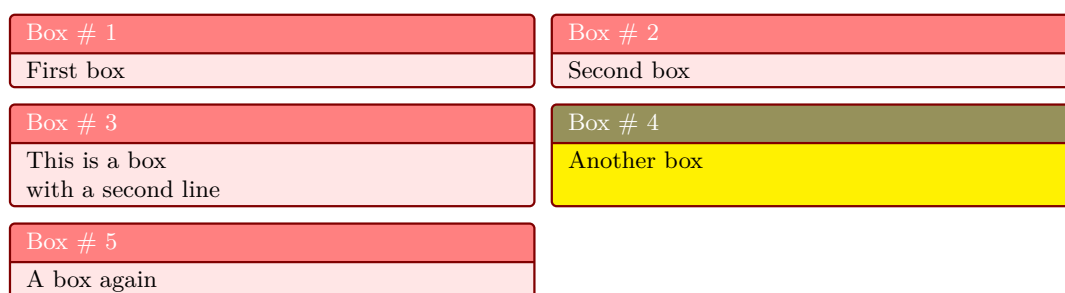 Box # 1
First box
Box # 2
Second box
Box # 3
This is a box
with a second line
Box # 4
Another box
Box # 5
A box again